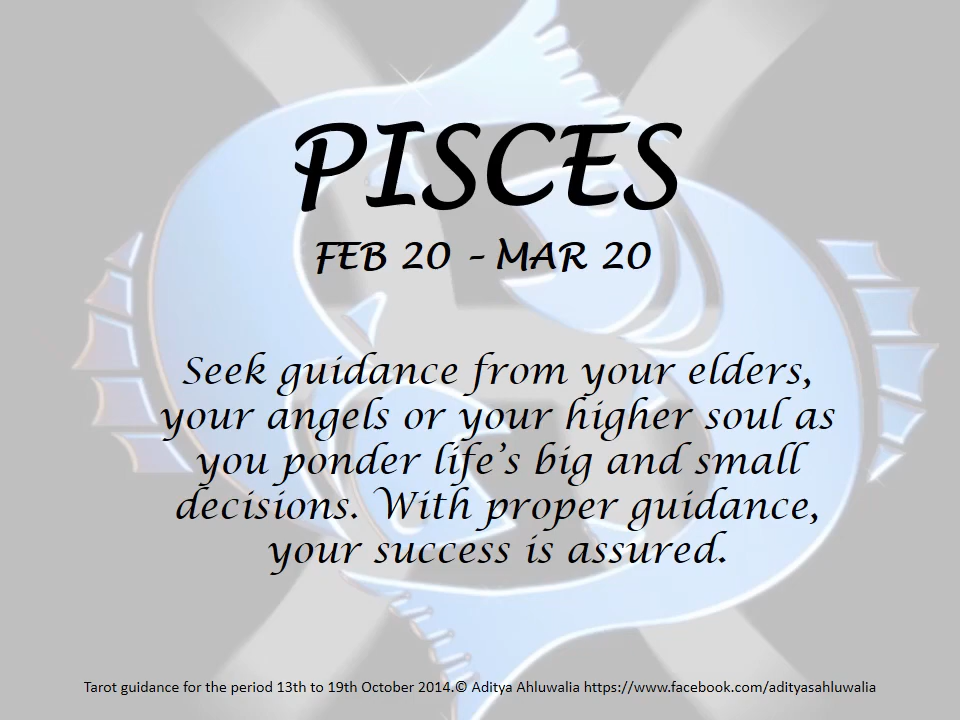 PISCES
FEB 20 – MAR 20
Seek guidance from your elders,
your angels or your higher soul as
you ponder life’s big and small
decisions. With proper guidance,
your success is assured.
Tarot guidance for the period 13th to 19th October 2014.© Aditya Ahluwalia https://www.facebook.com/adityasahluwalia